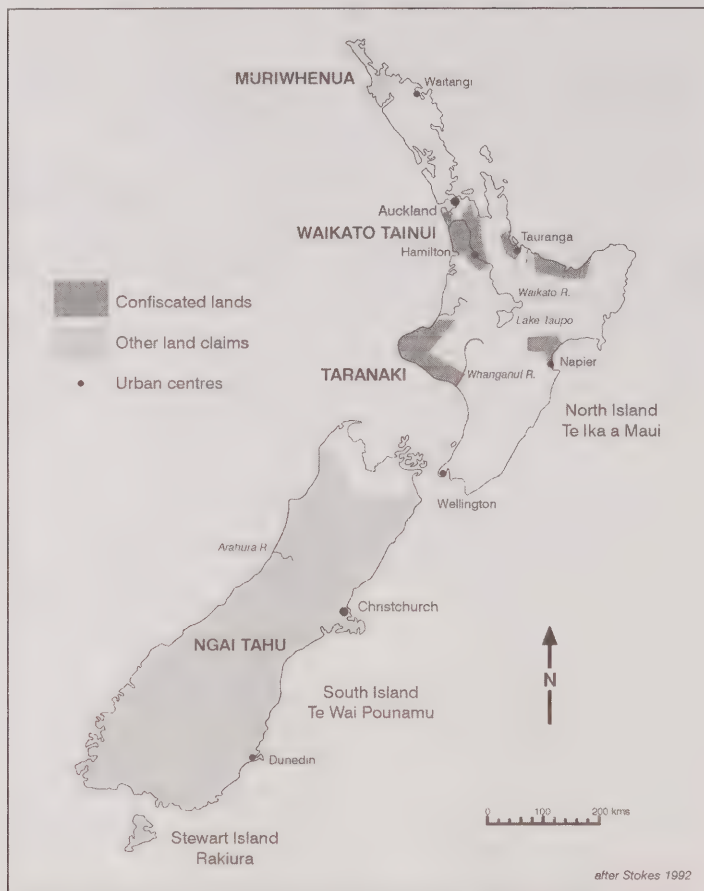 MURIWHENUA
Waitangi
Auckland
WAIKATO TAINUI
Tauranga
Hamilton
Waikato R.
Confiscated lands
Lake Taupo
Other land claims
TARANAKI
Whanganui R.
Napier
Urban centres
North Island
Te Ika a Maui
Wellington
Arahura R
Christchurch
NGAI TAHU
N
South Island
Te Wai Pounamu
Dunedin
0 100 200 kms
Stewart Island
Rakiura
after Stokes 1992